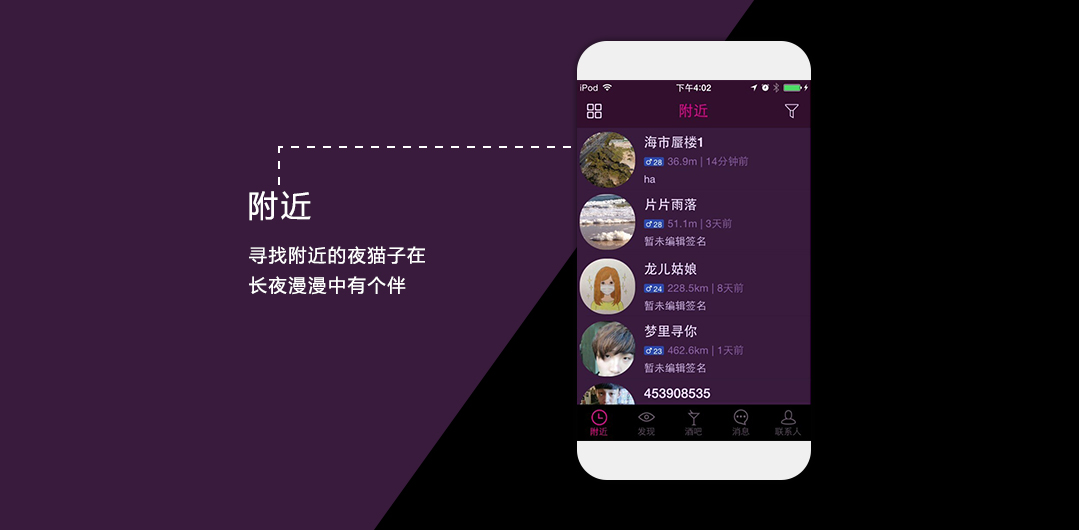 附近
寻找附近的夜猫子在
长夜漫漫中有个伴
iPod 下午4:02
附近
海市蜃楼1
♂28 36.9m | 14分钟前
ha
片片雨落
♂28 51.1m | 3天前
暂未编辑签名
龙儿姑娘
♂24 228.5km | 8天前
暂未编辑签名
梦里寻你
♂23 462.6km | 1天前
暂未编辑签名
453908535
附近 发现 酒吧 消息 联系人